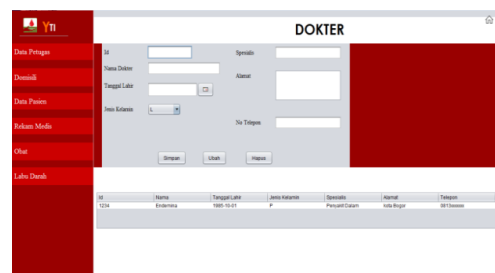 YTI
DOKTER
Data Petugas
Domisili
Data Pasien
Rekam Medis
Obat
Labu Darah
Id
Spesialis
Nama Dokter
Alamat
Tanggal Lahir
Jenis Kelamin
L
No Telepon
Simpan Ubah Hapus
Id Nama Tanggal Lahir Jenis Kelamin Spesialis Alamat Telepon
1234 Endemina 1995-10-01 P Penyakit Dalam kota Bogor